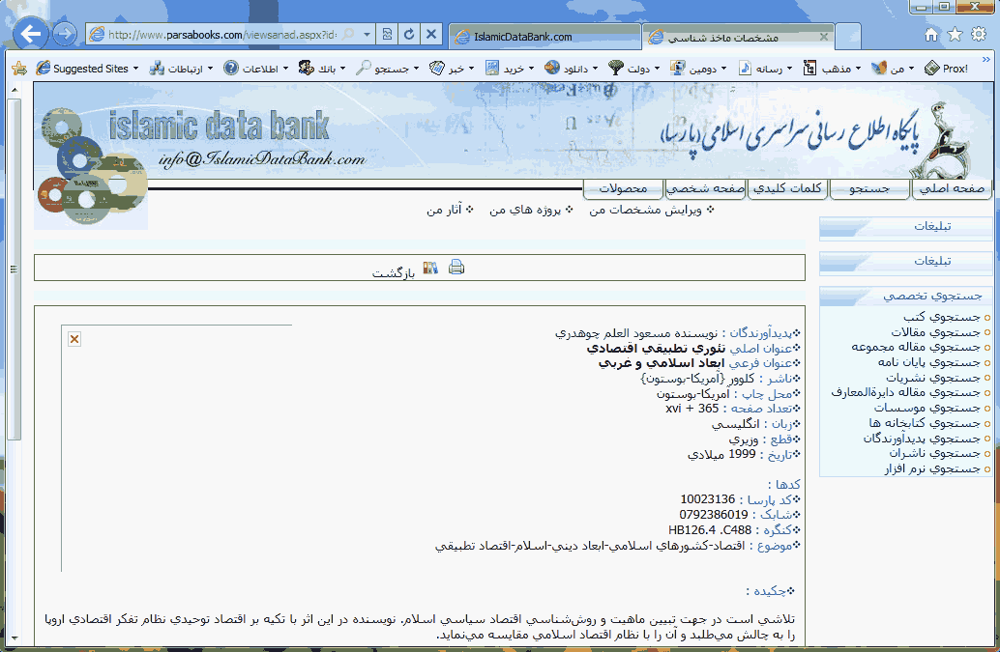 http://www.parsabooks.com/viewsanad.aspx?id=
IslamicDataBank.com
مشخصات ماخذ شناسي
Suggested Sites
ارتباطات
اطلاعات
بانك
جستجو
خبر
خريد
دانلود
دولت
دومين
رسانه
مذهب
من
Prox!
islamic data bank
info@IslamicDataBank.com
پایگاه اطلاع رسانی سراسری اسلامی (پارسا)
صفحه اصلي
جستجو
كلمات كليدي
صفحه شخصي
محصولات
ويرايش مشخصات من
پروژه هاي من
آثار من
تبليغات
تبليغات
جستجوي تخصصي
جستجوي كتب
جستجوي مقالات
جستجوي مقاله مجموعه
جستجوي پايان نامه
جستجوي نشريات
جستجوي مقاله دايرةالمعارف
جستجوي موسسات
جستجوي كتابخانه ها
جستجوي پديدآورندگان
جستجوي ناشران
جستجوي نرم افزار
بازگشت
پديدآورندگان : نويسنده مسعود العلم چوهدري
عنوان اصلي تئوري تطبيقي اقتصادي
عنوان فرعي ابعاد اسلامي و غربي
ناشر : كلوور {آمريكا-بوستون}
محل چاپ : آمريكا-بوستون
تعداد صفحه : 365 + xvi
زبان : انگليسي
قطع : وزيري
تاريخ : 1999 ميلادي
كدها :
كد پارسا : 10023136
شابک : 0792386019
كنگره : HB126.4 .C488
موضوع : اقتصاد-كشورهاي اسلامي-ابعاد ديني-اسلام-اقتصاد تطبيقي
چكيده :
تلاشي است در جهت تبيين ماهيت و روش‌شناسي اقتصاد سياسي اسلام. نويسنده در اين اثر با تكيه بر اقتصاد توحيدي نظام تفكر اقتصادي اروپا
را به چالش مي‌طلبد و آن را با نظام اقتصاد اسلامي مقايسه مي‌نمايد.